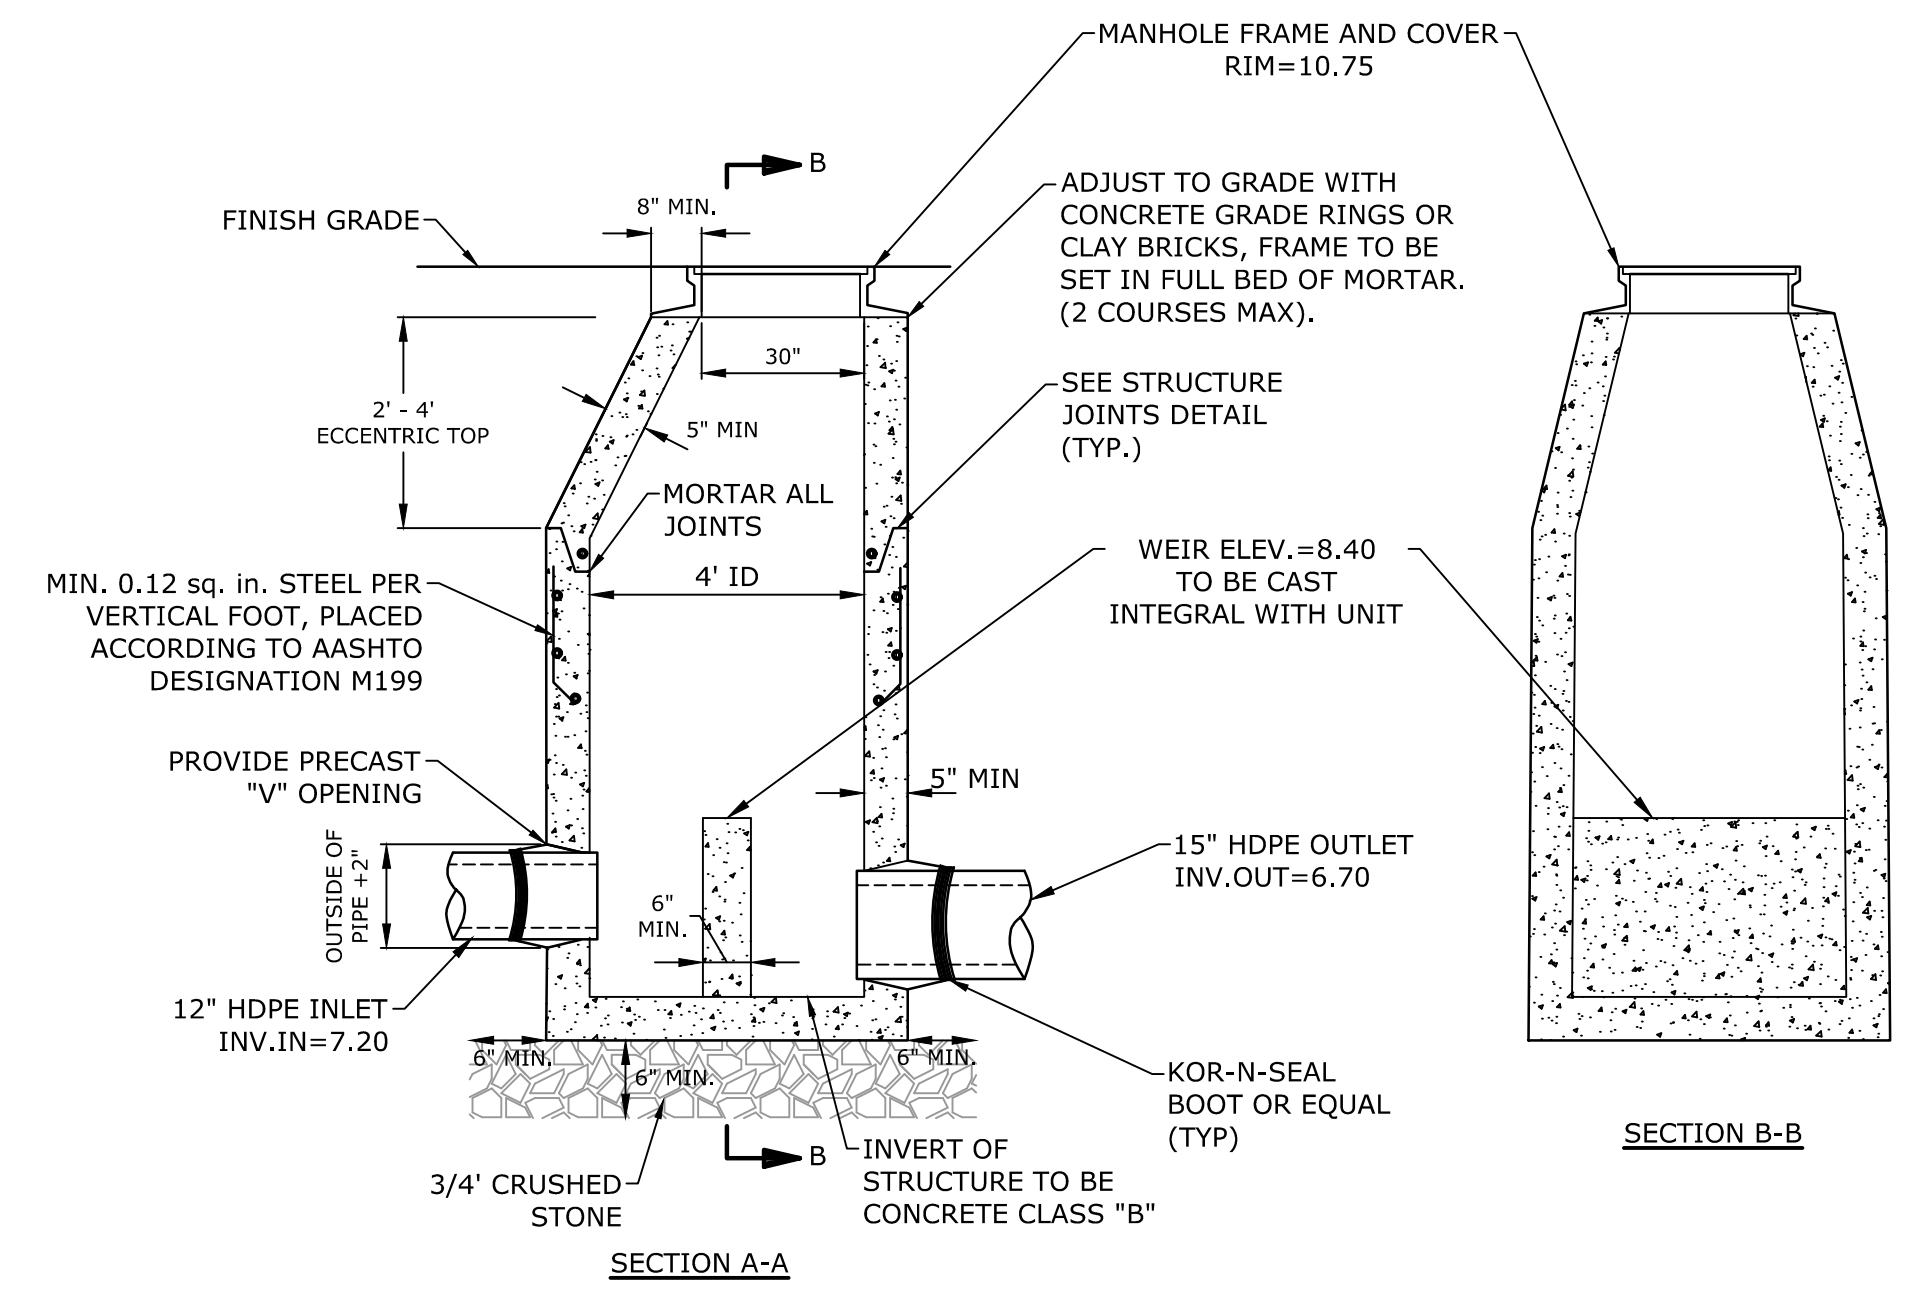 MANHOLE FRAME AND COVER
RIM=10.75
B
8" MIN.
FINISH GRADE
ADJUST TO GRADE WITH
CONCRETE GRADE RINGS OR
CLAY BRICKS, FRAME TO BE
SET IN FULL BED OF MORTAR.
(2 COURSES MAX).
30"
2' - 4'
ECCENTRIC TOP
5" MIN
SEE STRUCTURE
JOINTS DETAIL
(TYP.)
MORTAR ALL
JOINTS
WEIR ELEV.=8.40
TO BE CAST
INTEGRAL WITH UNIT
4' ID
MIN. 0.12 sq. in. STEEL PER
VERTICAL FOOT, PLACED
ACCORDING TO AASHTO
DESIGNATION M199
PROVIDE PRECAST
"V" OPENING
5" MIN
OUTSIDE OF
PIPE +2"
15" HDPE OUTLET
INV.OUT=6.70
6"
MIN.
12" HDPE INLET
INV.IN=7.20
6" MIN.
6" MIN.
6" MIN.
KOR-N-SEAL
BOOT OR EQUAL
(TYP)
B
INVERT OF
STRUCTURE TO BE
CONCRETE CLASS "B"
3/4' CRUSHED
STONE
SECTION A-A
SECTION B-B